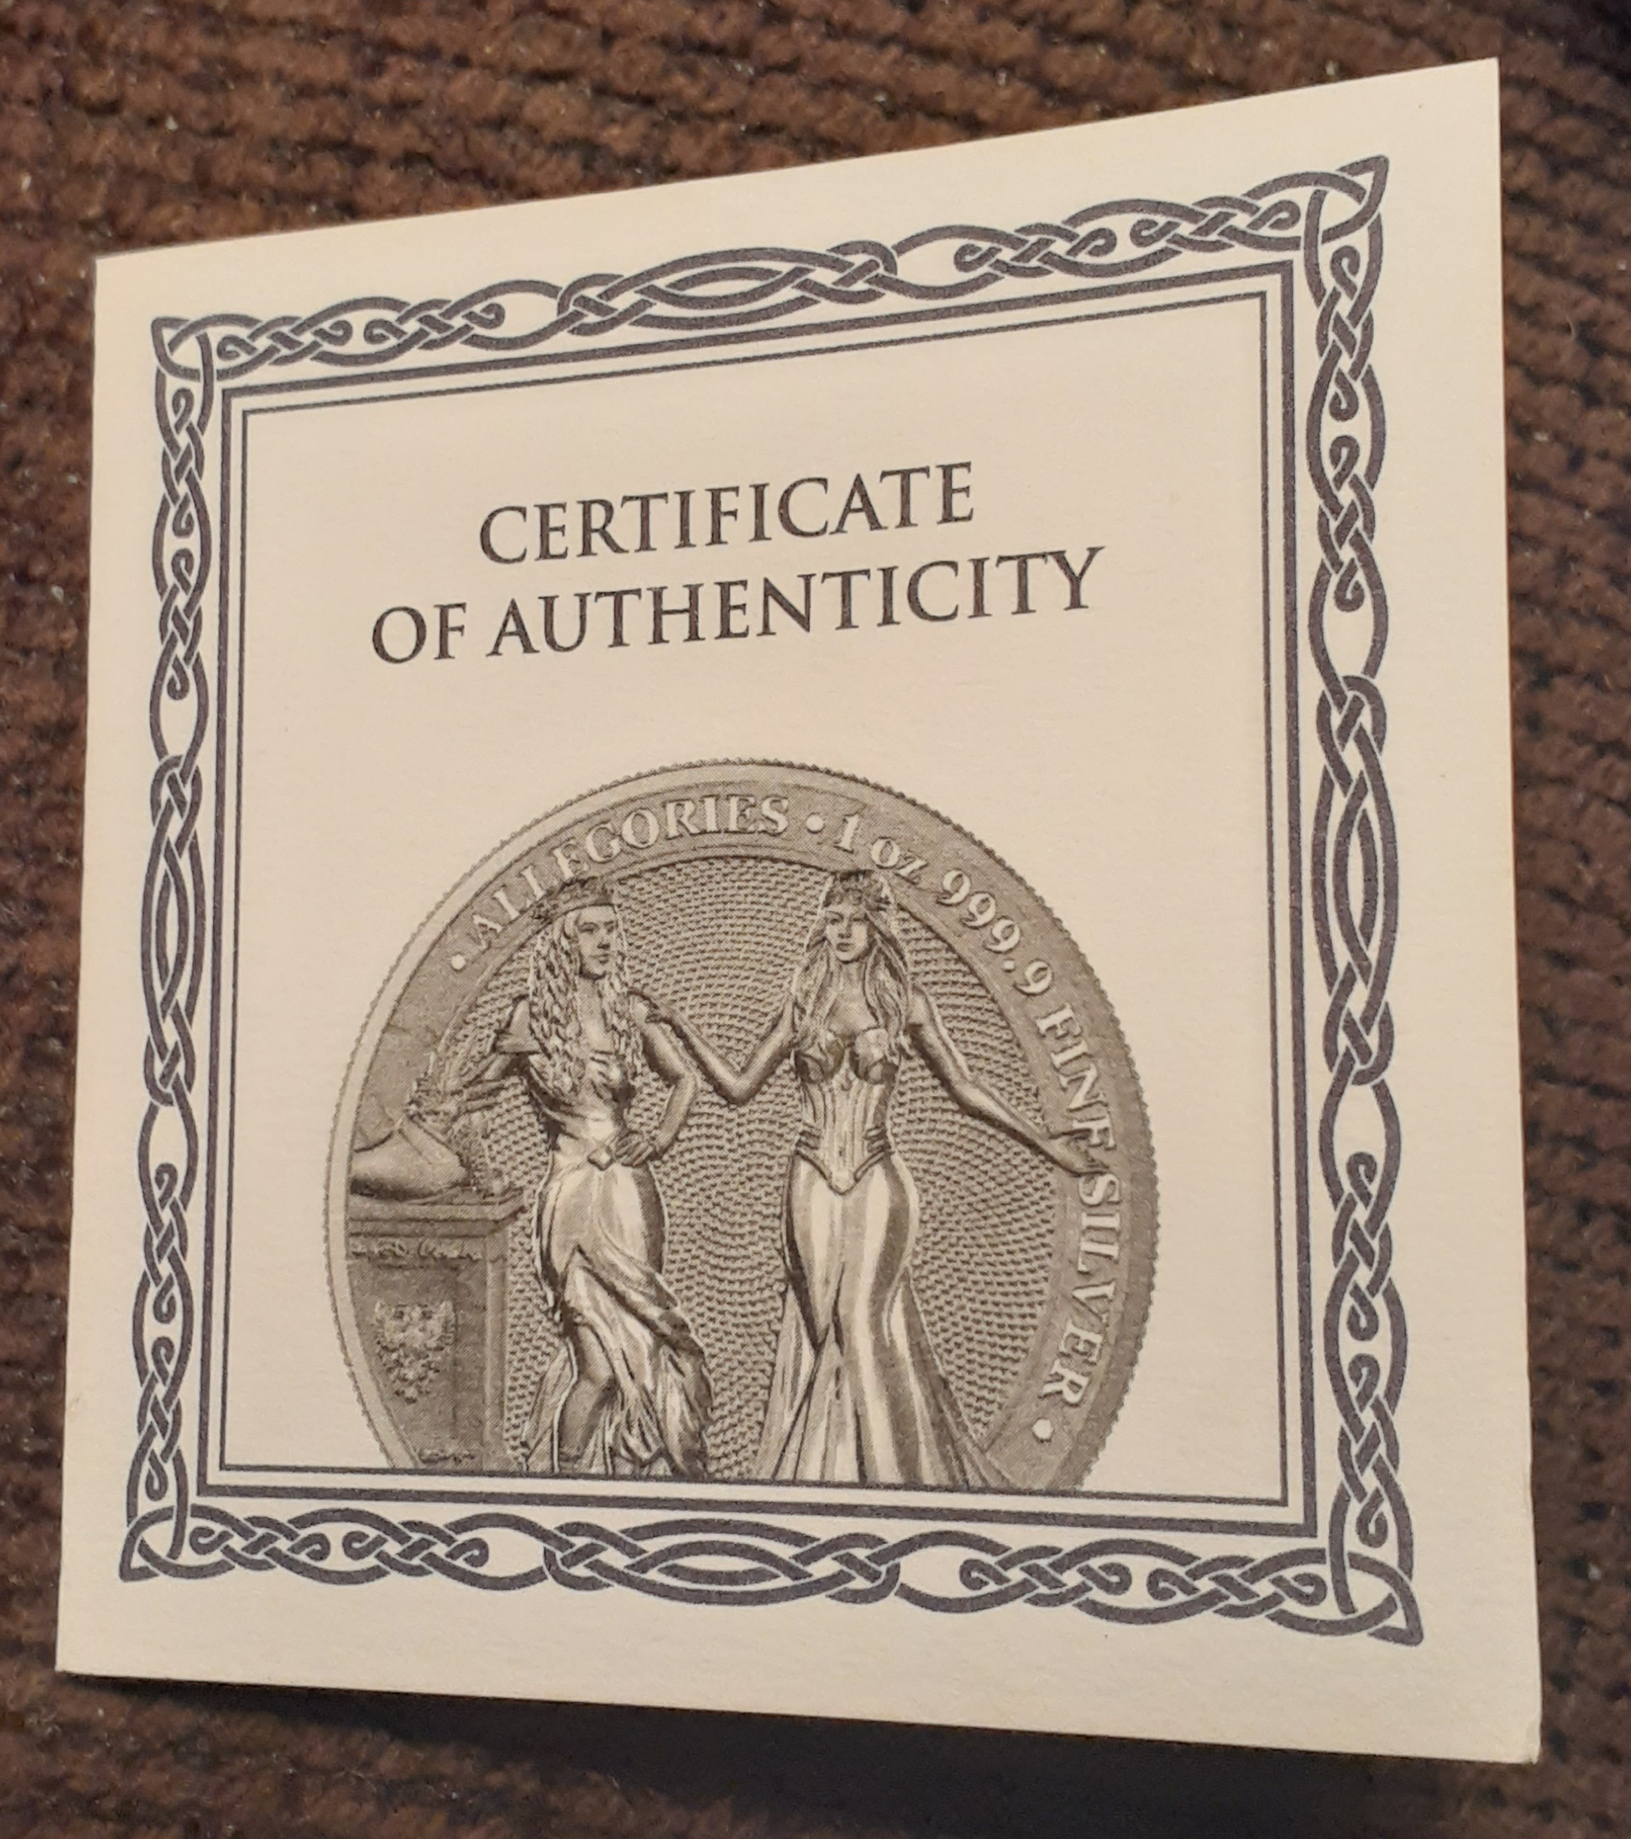 CERTIFICATE
OF AUTHENTICITY
• ALLEGORIES • 1 oz 999.9 FINE SILVER •